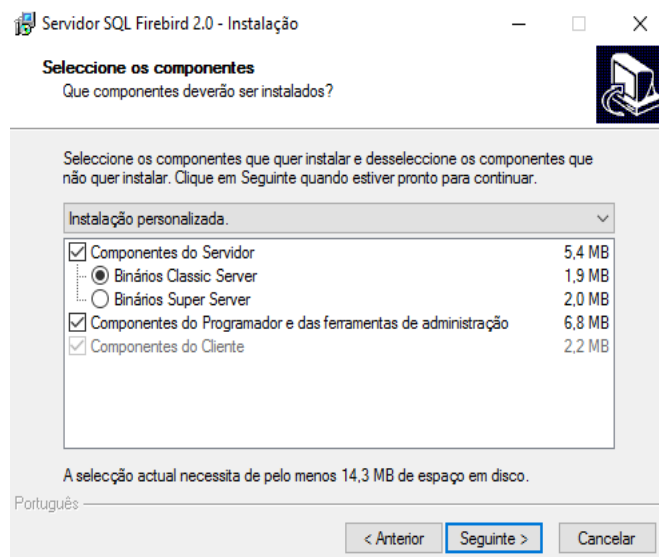 Servidor SQL Firebird 2.0 - Instalação
Seleccione os componentes
Que componentes deverão ser instalados?
Seleccione os componentes que quer instalar e desseleccione os componentes que
não quer instalar. Clique em Seguinte quando estiver pronto para continuar.
Instalação personalizada.
Componentes do Servidor 5,4 MB
Binários Classic Server 1,9 MB
Binários Super Server 2,0 MB
Componentes do Programador e das ferramentas de administração 6,8 MB
Componentes do Cliente 2,2 MB
A selecção actual necessita de pelo menos 14,3 MB de espaço em disco.
Português
< Anterior Seguinte > Cancelar